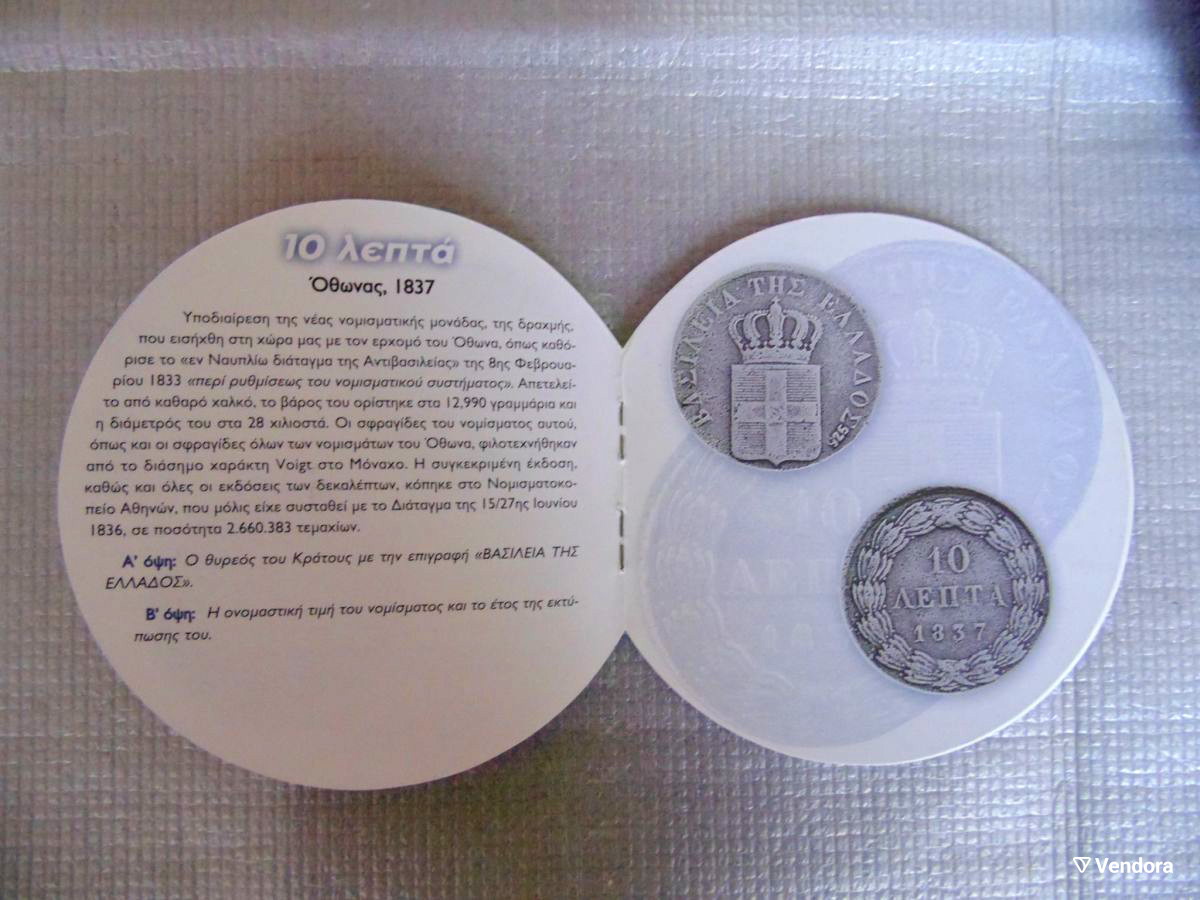 10 λεπτά
Όθωνας, 1837
Υποδιαίρεση της νέας νομισματικής μονάδας, της δραχμής,
που εισήχθη στη χώρα μας με τον ερχομό του Όθωνα, όπως καθό-
ρισε το «εν Ναυπλίω διάταγμα της Αντιβασιλείας» της 8ης Φεβρουα-
ρίου 1833 «περί ρυθμίσεως του νομισματικού συστήματος». Απετελεί-
το από καθαρό χαλκό, το βάρος του ορίστηκε στα 12,990 γραμμάρια και
η διάμετρός του στα 28 χιλιοστά. Οι σφραγίδες του νομίσματος αυτού,
όπως και οι σφραγίδες όλων των νομισμάτων του Όθωνα, φιλοτεχνήθηκαν
από το διάσημο χαράκτη Voigt στο Μόναχο. Η συγκεκριμένη έκδοση,
καθώς και όλες οι εκδόσεις των δεκαλέπτων, κόπηκε στο Νομισματοκο-
πείο Αθηνών, που μόλις είχε συσταθεί με το Διάταγμα της 15/27ης Ιουνίου
1836, σε ποσότητα 2.660.383 τεμαχίων.
Α' όψη: Ο θυρεός του Κράτους με την επιγραφή «ΒΑΣΙΛΕΙΑ ΤΗΣ
ΕΛΛΑΔΟΣ».
Β' όψη: Η ονομαστική τιμή του νομίσματος και το έτος της εκτύ-
πωσής του.
ΒΑΣΙΛΕΙΑ ΤΗΣ ΕΛΛΑΔΟΣ
925
10
ΛΕΠΤΑ
1837
Vendora